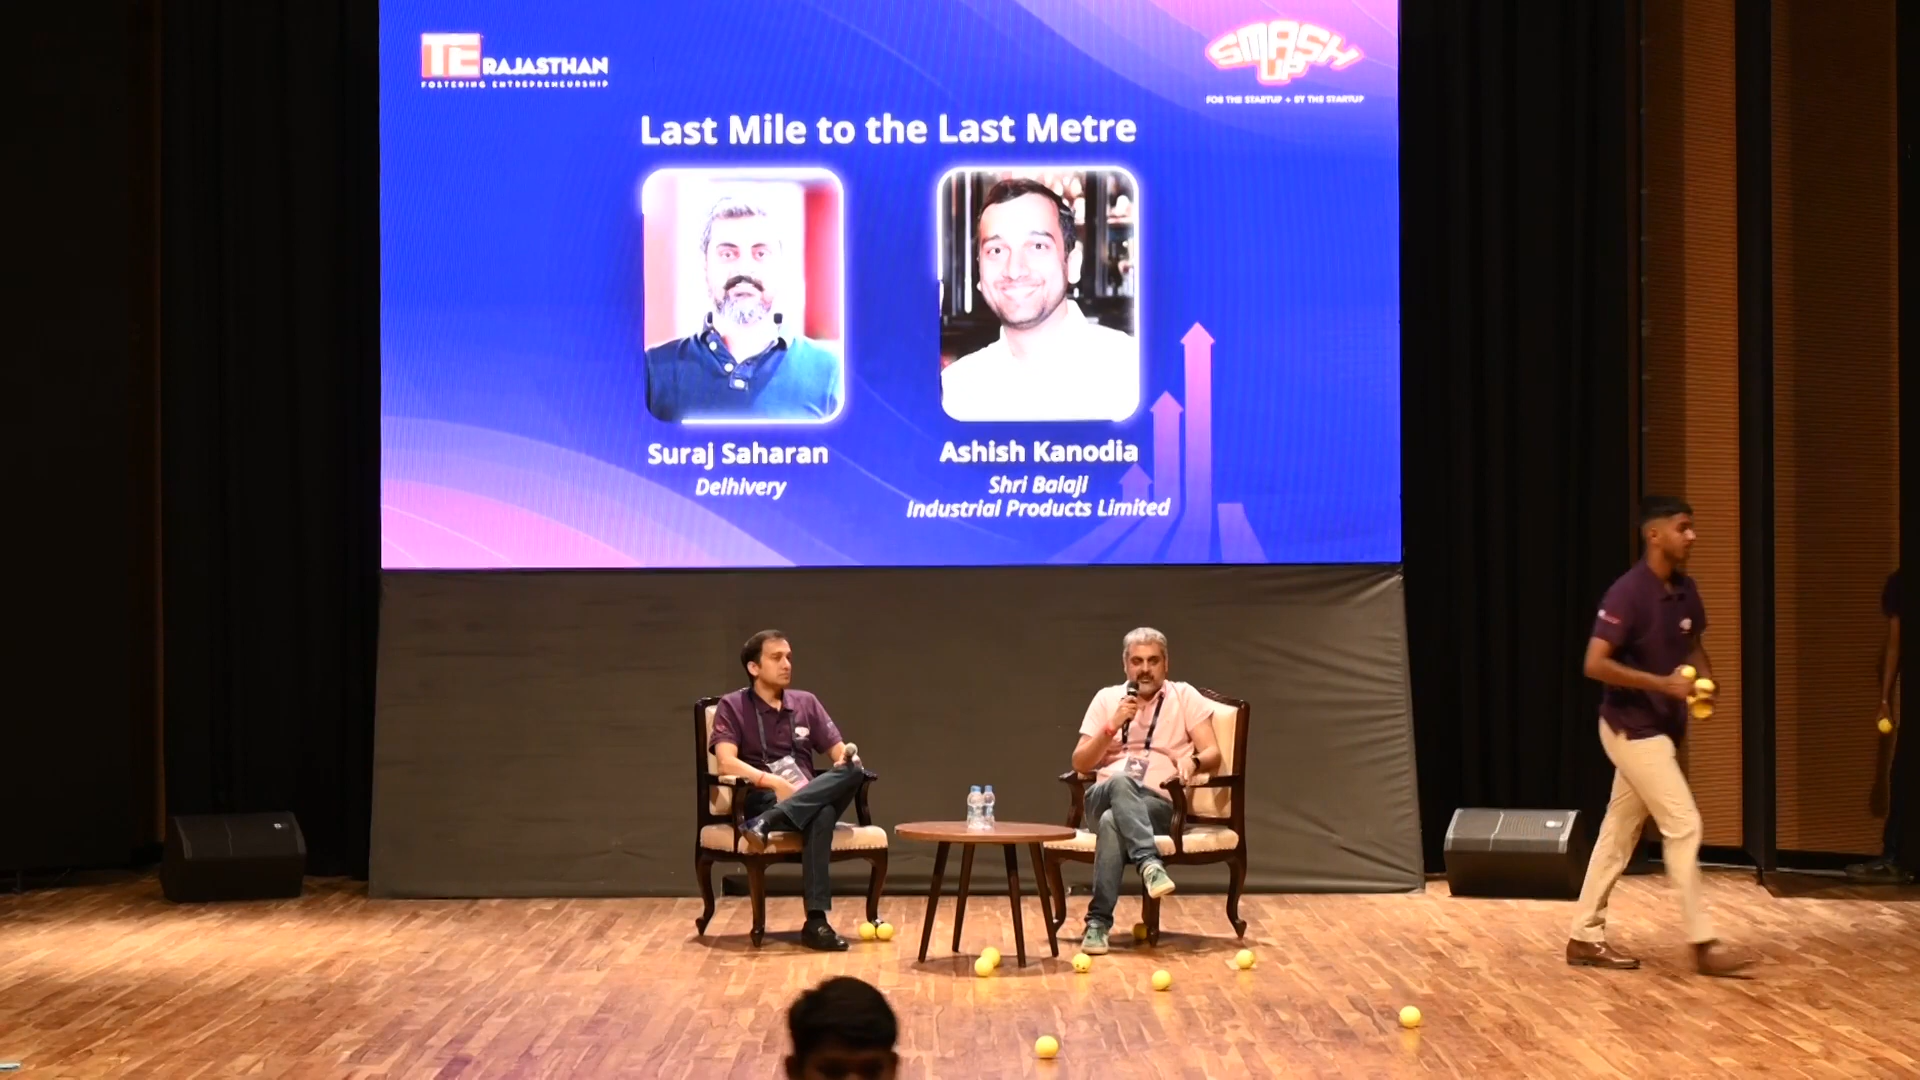 TiE RAJASTHAN
FOSTERING ENTREPRENEURSHIP
SMASH
UP
FOR THE STARTUP + BY THE STARTUP
Last Mile to the Last Metre
Suraj Saharan
Delhivery
Ashish Kanodia
Shri Balaji
Industrial Products Limited